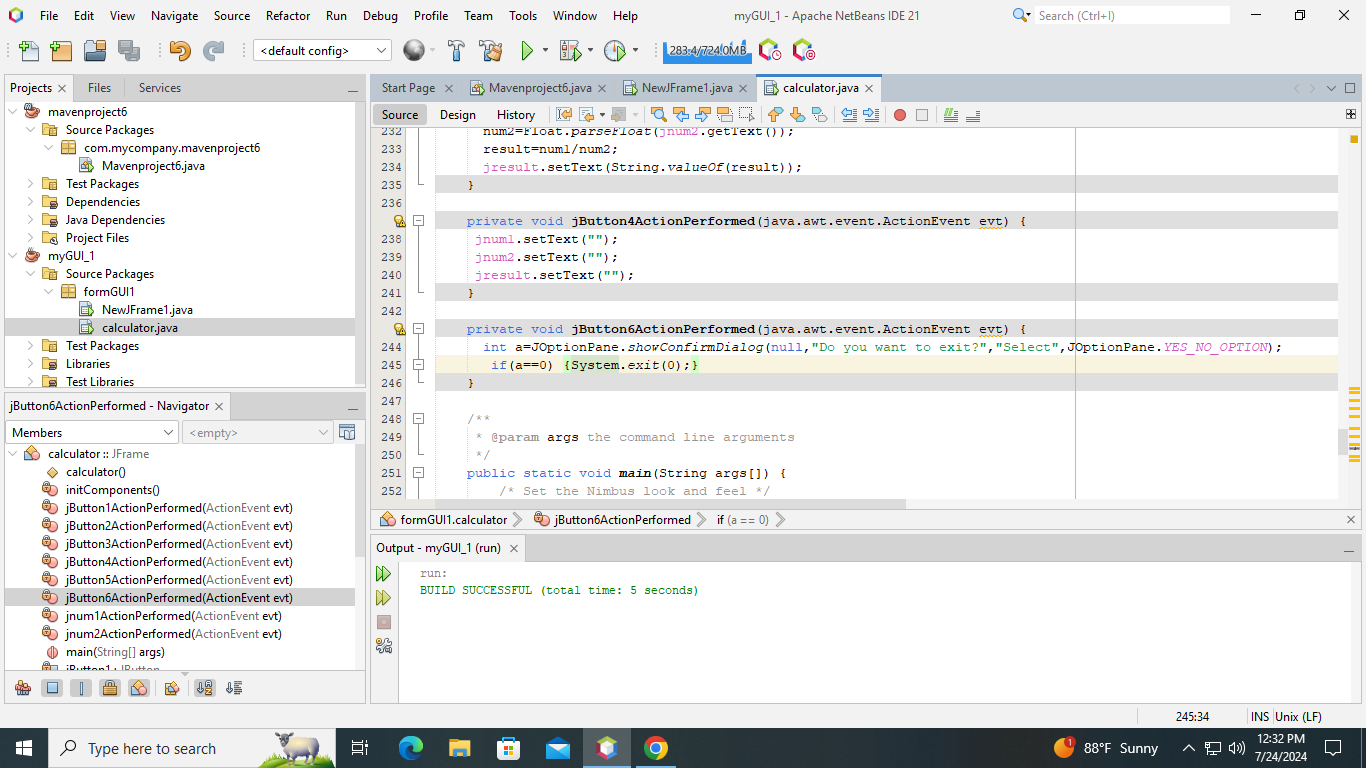 File Edit View Navigate Source Refactor Run Debug Profile Team Tools Window Help
myGUI_1 - Apache NetBeans IDE 21
Search (Ctrl+I)
<default config>
283.4/724.0MB
Projects Files Services
mavenproject6
Source Packages
com.mycompany.mavenproject6
Mavenproject6.java
Test Packages
Dependencies
Java Dependencies
Project Files
myGUI_1
Source Packages
formGUI1
NewJFrame1.java
calculator.java
Test Packages
Libraries
Test Libraries
jButton6ActionPerformed - Navigator
Members <empty>
calculator :: JFrame
calculator()
initComponents()
jButton1ActionPerformed(ActionEvent evt)
jButton2ActionPerformed(ActionEvent evt)
jButton3ActionPerformed(ActionEvent evt)
jButton4ActionPerformed(ActionEvent evt)
jButton5ActionPerformed(ActionEvent evt)
jButton6ActionPerformed(ActionEvent evt)
jnum1ActionPerformed(ActionEvent evt)
jnum2ActionPerformed(ActionEvent evt)
main(String[] args)
jButton1 : JButton
Start Page Mavenproject6.java NewJFrame1.java calculator.java
Source Design History
232 num2=Float.parseFloat(jnum2.getText());
233 result=num1/num2;
234 jresult.setText(String.valueOf(result));
235 }
236
private void jButton4ActionPerformed(java.awt.event.ActionEvent evt) {
238 jnum1.setText("");
239 jnum2.setText("");
240 jresult.setText("");
241 }
242
private void jButton6ActionPerformed(java.awt.event.ActionEvent evt) {
244 int a=JOptionPane.showConfirmDialog(null,"Do you want to exit?","Select",JOptionPane.YES_NO_OPTION);
245 if(a==0) {System.exit(0);}
246 }
247
248 /**
249 * @param args the command line arguments
250 */
251 public static void main(String args[]) {
252 /* Set the Nimbus look and feel */
formGUI1.calculator jButton6ActionPerformed if (a == 0)
Output - myGUI_1 (run)
run:
BUILD SUCCESSFUL (total time: 5 seconds)
245:34 INS Unix (LF)
Type here to search
1
88°F Sunny
12:32 PM
7/24/2024